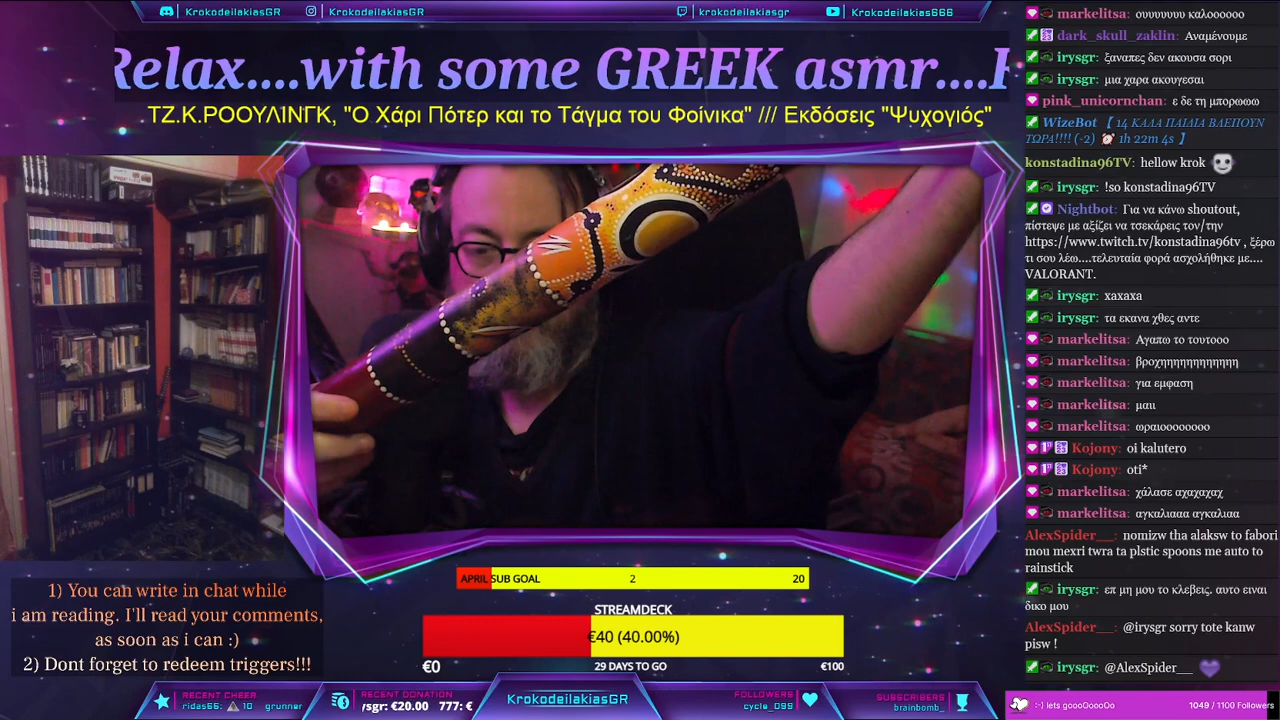 KrokodeilakiasGR
KrokodeilakiasGR
krokodeilakiasgr
Krokodeilakias666
Relax....with some GREEK asmr....
ΤΖ.Κ.ΡΟΟΥΛΙΝΓΚ, "Ο Χάρι Πότερ και το Τάγμα του Φοίνικα" /// Εκδόσεις "Ψυχογιός"
APRIL SUB GOAL 2 20
STREAMDECK
€40 (40.00%)
€0 29 DAYS TO GO €100
1) You can write in chat while
i am reading. I'll read your comments,
as soon as i can :)
2) Dont forget to redeem triggers!!!
RECENT CHEER
ridas66: 10 grunner
RECENT DONATION
rsgr: €20.00 777: €
KrokodeilakiasGR
FOLLOWERS
cycle_099
SUBSCRIBERS
brainbomb_
markelitsa: ουυυυυυυ καλοοοοοο
dark_skull_zaklin: Αναμένουμε
irysgr: ξαναπες δεν ακουσα σορι
irysgr: μια χαρα ακουγεσαι
pink_unicornchan: ε δε τη μπορωωω
WizeBot 【 14 ΚΑΛΑ ΠΑΙΔΙΑ ΒΛΕΠΟΥΝ
ΤΩΡΑ!!!! (-2) ⏰ 1h 22m 4s 】
konstadina96TV: hellow krok
irysgr: !so konstadina96TV
Nightbot: Για να κάνω shoutout,
πίστεψε με αξίζει να τσεκάρεις τον/την
https://www.twitch.tv/konstadina96tv , ξέρω
τι σου λέω....τελευταία φορά ασχολήθηκε με....
VALORANT.
irysgr: χαχαχα
irysgr: τα εκανα χθες αντε
markelitsa: Αγαπω το τουτοοο
markelitsa: βροχηηηηηηηηηηηη
markelitsa: για εμφαση
markelitsa: μαιι
markelitsa: ωραιοοοοοοοο
Kojony: oi kalutero
Kojony: oti*
markelitsa: χάλασε αχαχαχαχ
markelitsa: αγκαλιααα αγκαλιαα
AlexSpider__: nomizw tha alaksw to fabori
mou mexri twra ta plstic spoons me auto to
rainstick
irysgr: επ μη μου το κλεβεις. αυτο ειναι
δικο μου
AlexSpider__: @irysgr sorry tote kanw
pisw !
irysgr: @AlexSpider__
:-) lets goooOoooOo 1049 / 1100 Followers